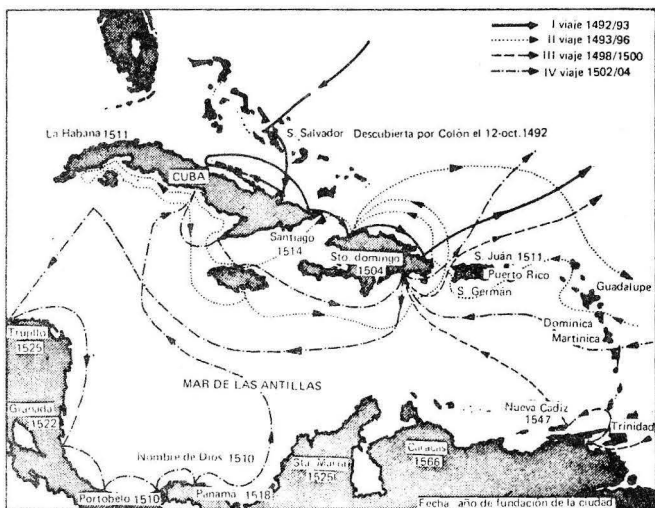 I viaje 1492/93
II viaje 1493/96
III viaje 1498/1500
IV viaje 1502/04
La Habana 1511
S. Salvador Descubierta por Colón el 12-oct. 1492
CUBA
Santiago
1514
Sto. domingo
1504
S. Juán 1511
Puerto Rico
S. Germán
Guadalupe
Dominica
Martinica
Trujillo
1525
MAR DE LAS ANTILLAS
Granada
1522
Nueva Cadiz
1547
Trinidad
Nombre de Dios 1510
Sta. Marta
1525
Caracas
1566
Portobelo 1510
Panamá 1518
Fecha año de fundación de la ciudad